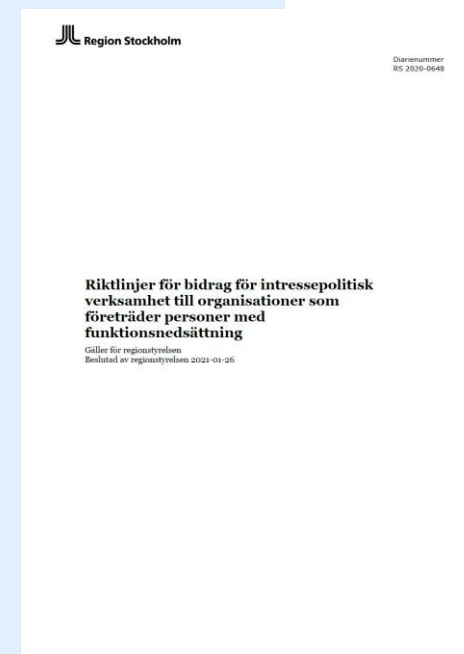 Region Stockholm
Diarienummer
RS 2020-0648
Riktlinjer för bidrag för intressepolitisk
verksamhet till organisationer som
företräder personer med
funktionsnedsättning
Gäller för regionstyrelsen
Beslutad av regionstyrelsen 2021-01-26